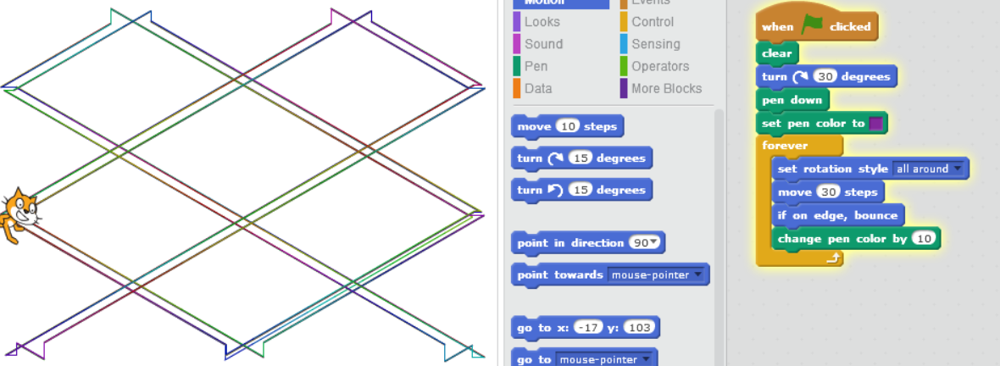 Motion
Events
Looks
Control
Sound
Sensing
Pen
Operators
Data
More Blocks
move 10 steps
turn 15 degrees
turn 15 degrees
point in direction 90
point towards mouse-pointer
go to x: -17 y: 103
go to mouse-pointer
when clicked
clear
turn 30 degrees
pen down
set pen color to
forever
set rotation style all around
move 30 steps
if on edge, bounce
change pen color by 10